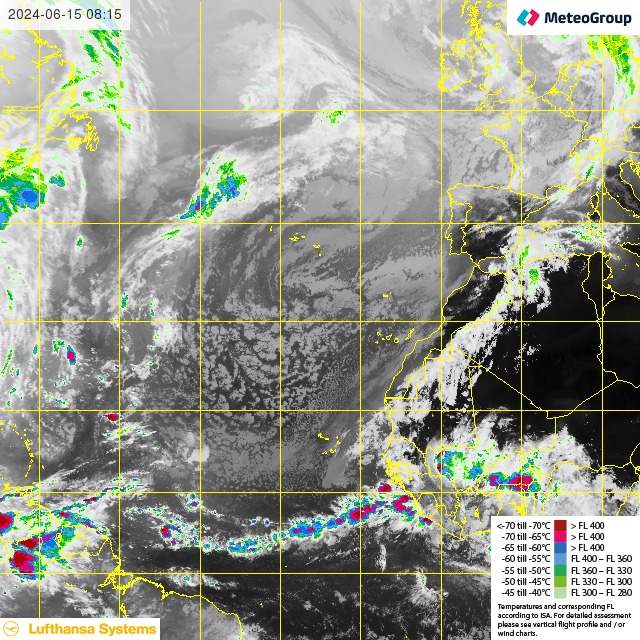 2024-06-15 08:15
MeteoGroup
<-70 till -70°C > FL 400
-70 till -65°C > FL 400
-65 till -60°C > FL 400
-60 till -55°C FL 400 – FL 360
-55 till -50°C FL 360 – FL 330
-50 till -45°C FL 330 – FL 300
-45 till -40°C FL 300 – FL 280
Temperatures and corresponding FL
according to ISA. For detailed assessment
please see vertical flight profile and / or
wind charts.
Lufthansa Systems